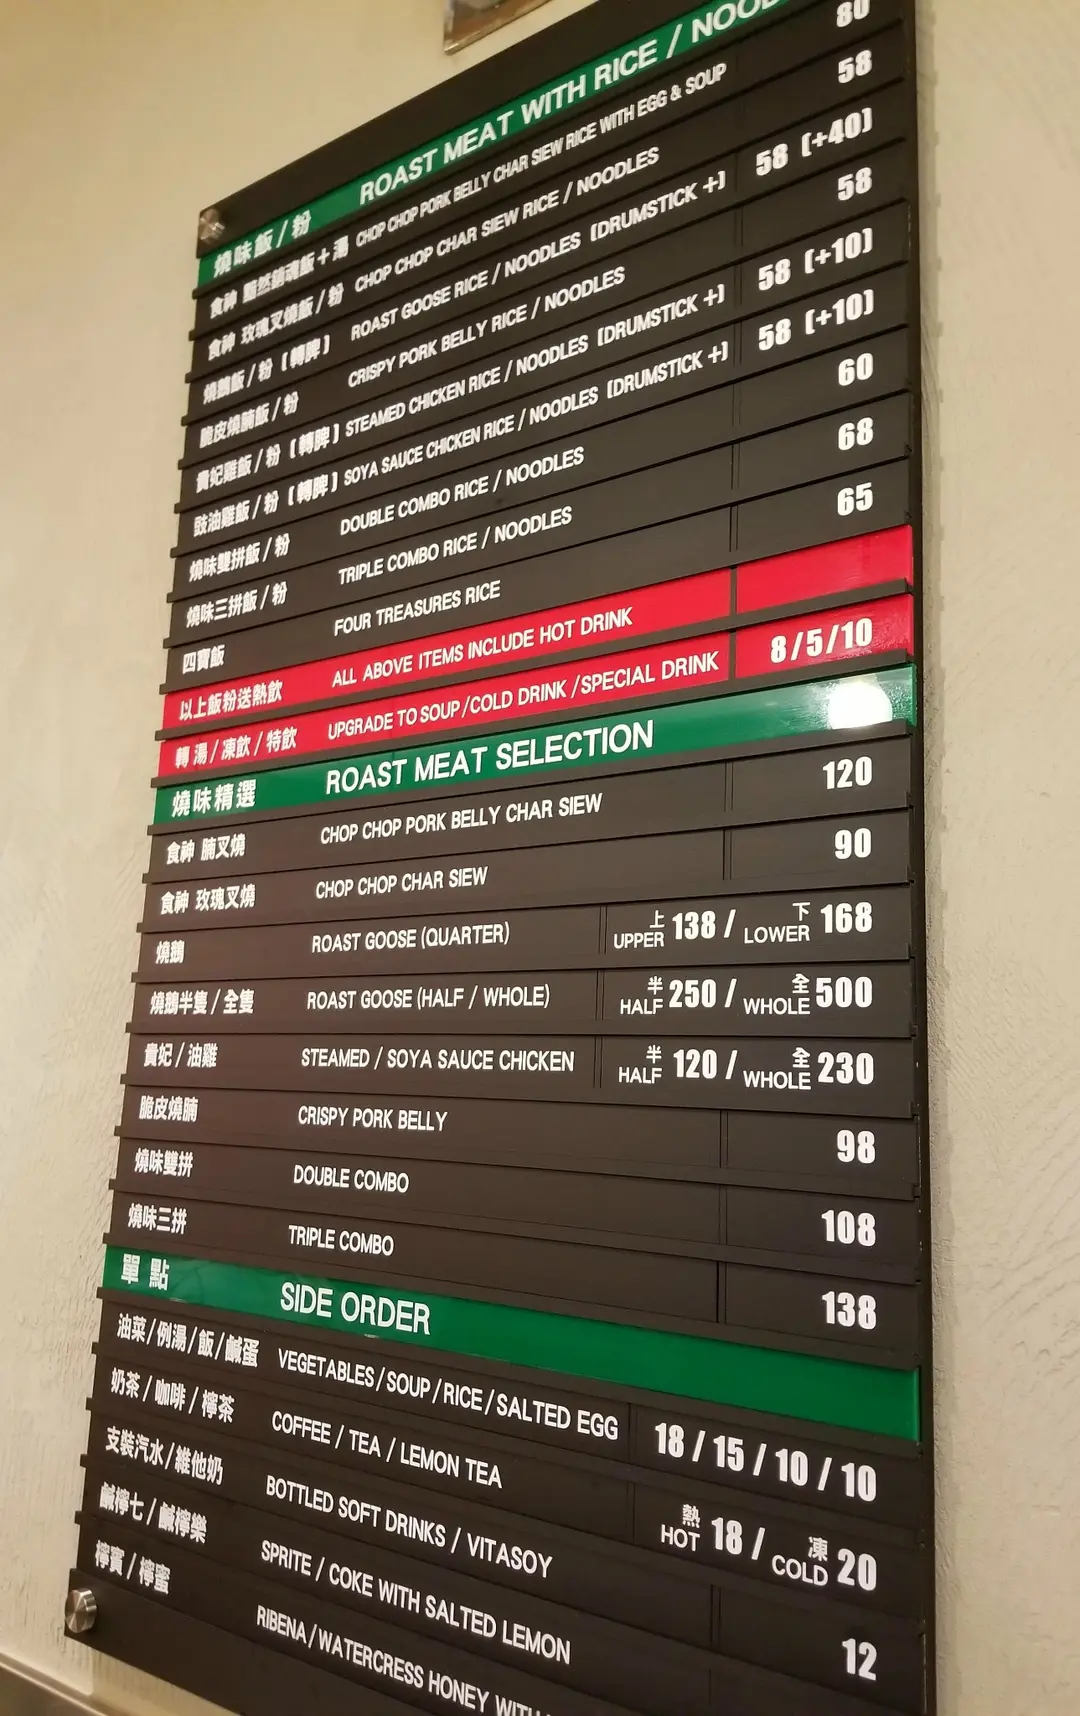 燒味飯/粉 ROAST MEAT WITH RICE / NOOD
食神 黯然銷魂飯+湯 CHOP CHOP PORK BELLY CHAR SIEW RICE WITH EGG & SOUP 80
食神 玫瑰叉燒飯/粉 CHOP CHOP CHAR SIEW RICE / NOODLES 58
燒鵝飯/粉 [轉脾] ROAST GOOSE RICE / NOODLES [DRUMSTICK +] 58 [+40]
脆皮燒腩飯/粉 CRISPY PORK BELLY RICE / NOODLES 58
貴妃雞飯/粉 [轉脾] STEAMED CHICKEN RICE / NOODLES [DRUMSTICK +] 58 [+10]
豉油雞飯/粉 [轉脾] SOYA SAUCE CHICKEN RICE / NOODLES [DRUMSTICK +] 58 [+10]
燒味雙拼飯/粉 DOUBLE COMBO RICE / NOODLES 60
燒味三拼飯/粉 TRIPLE COMBO RICE / NOODLES 68
四寶飯 FOUR TREASURES RICE 65
以上飯粉送熱飲 ALL ABOVE ITEMS INCLUDE HOT DRINK
轉 湯/凍飲/特飲 UPGRADE TO SOUP/COLD DRINK /SPECIAL DRINK 8/5/10
燒味精選 ROAST MEAT SELECTION
食神 腩叉燒 CHOP CHOP PORK BELLY CHAR SIEW 120
食神 玫瑰叉燒 CHOP CHOP CHAR SIEW 90
燒鵝 ROAST GOOSE (QUARTER) 上 UPPER 138 / 下 LOWER 168
燒鵝半隻/全隻 ROAST GOOSE (HALF / WHOLE) 半 HALF 250 / 全 WHOLE 500
貴妃/油雞 STEAMED / SOYA SAUCE CHICKEN 半 HALF 120 / 全 WHOLE 230
脆皮燒腩 CRISPY PORK BELLY 98
燒味雙拼 DOUBLE COMBO 108
燒味三拼 TRIPLE COMBO 138
單點 SIDE ORDER
油菜/例湯/飯/鹹蛋 VEGETABLES/SOUP/RICE/SALTED EGG 18 / 15 / 10 / 10
奶茶/咖啡/檸茶 COFFEE / TEA / LEMON TEA 熱 HOT 18 / 凍 COLD 20
支裝汽水/維他奶 BOTTLED SOFT DRINKS / VITASOY 12
鹹檸七/鹹檸樂 SPRITE / COKE WITH SALTED LEMON
檸賓/檸蜜 RIBENA/WATERCRESS HONEY WITH